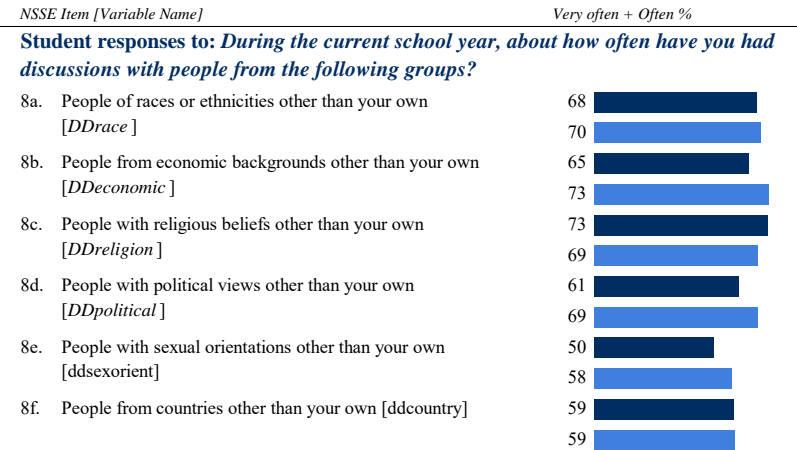 NSSE Item [Variable Name] Very often + Often %
Student responses to: During the current school year, about how often have you had
discussions with people from the following groups?
8a. People of races or ethnicities other than your own 68
[DDrace ]
70
8b. People from economic backgrounds other than your own 65
[DDeconomic ]
73
8c. People with religious beliefs other than your own 73
[DDreligion ]
69
8d. People with political views other than your own 61
[DDpolitical ]
69
8e. People with sexual orientations other than your own 50
[ddsexorient]
58
8f. People from countries other than your own [ddcountry] 59
59